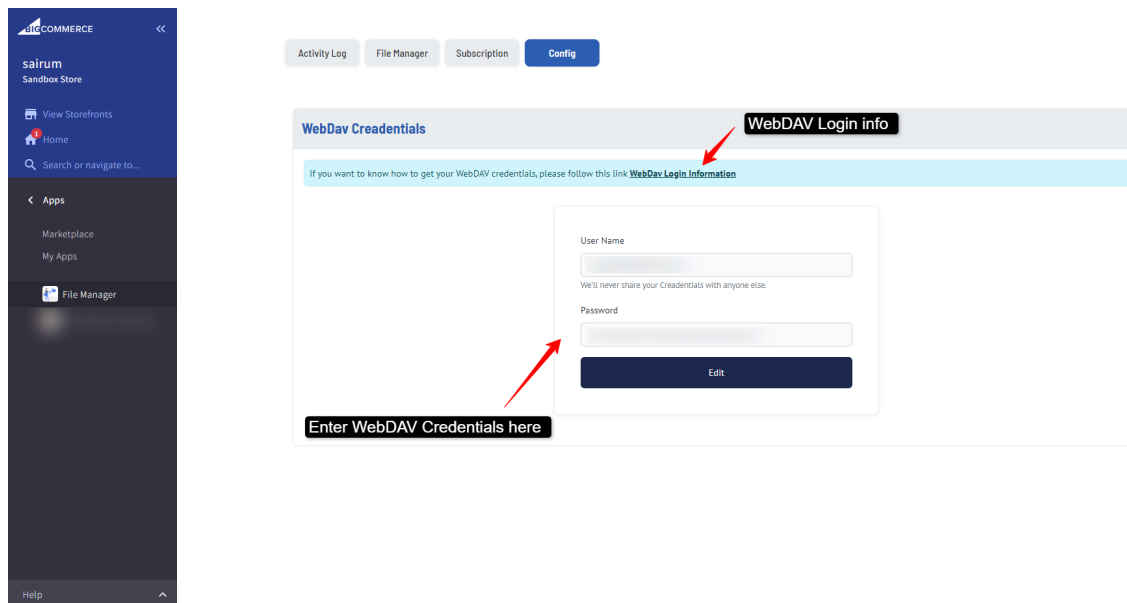 BIGCOMMERCE
sairum
Sandbox Store
View Storefronts
1
Home
Search or navigate to...
Apps
Marketplace
My Apps
File Manager
Help
Activity Log
File Manager
Subscription
Config
WebDav Creadentials
WebDAV Login info
If you want to know how to get your WebDAV credentials, please follow this link WebDav Login Information
User Name
We'll never share your Creadentials with anyone else.
Password
Edit
Enter WebDAV Credentials here